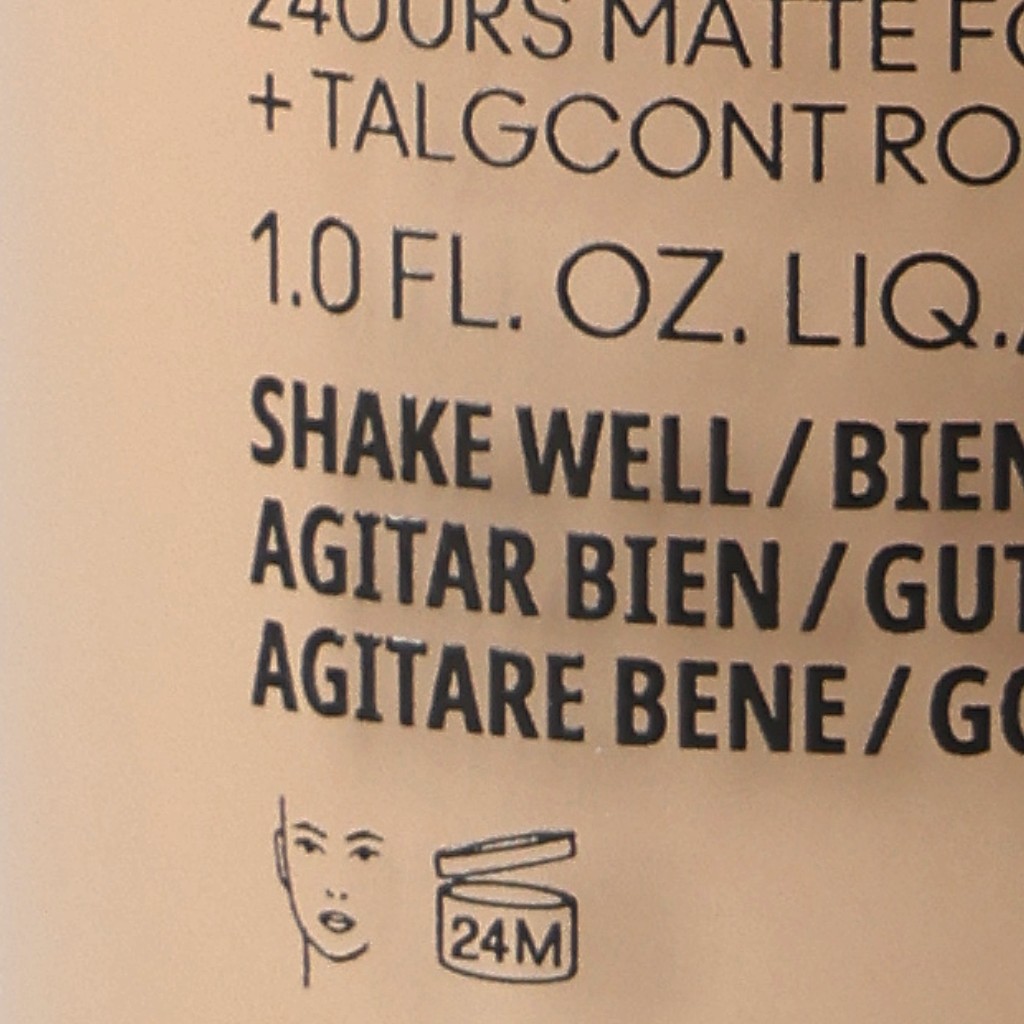 24OURS MATTE FO
+ TALGCONT RO
1.0 FL. OZ. LIQ.
SHAKE WELL / BIEN
AGITAR BIEN / GUT
AGITARE BENE / GO
24M